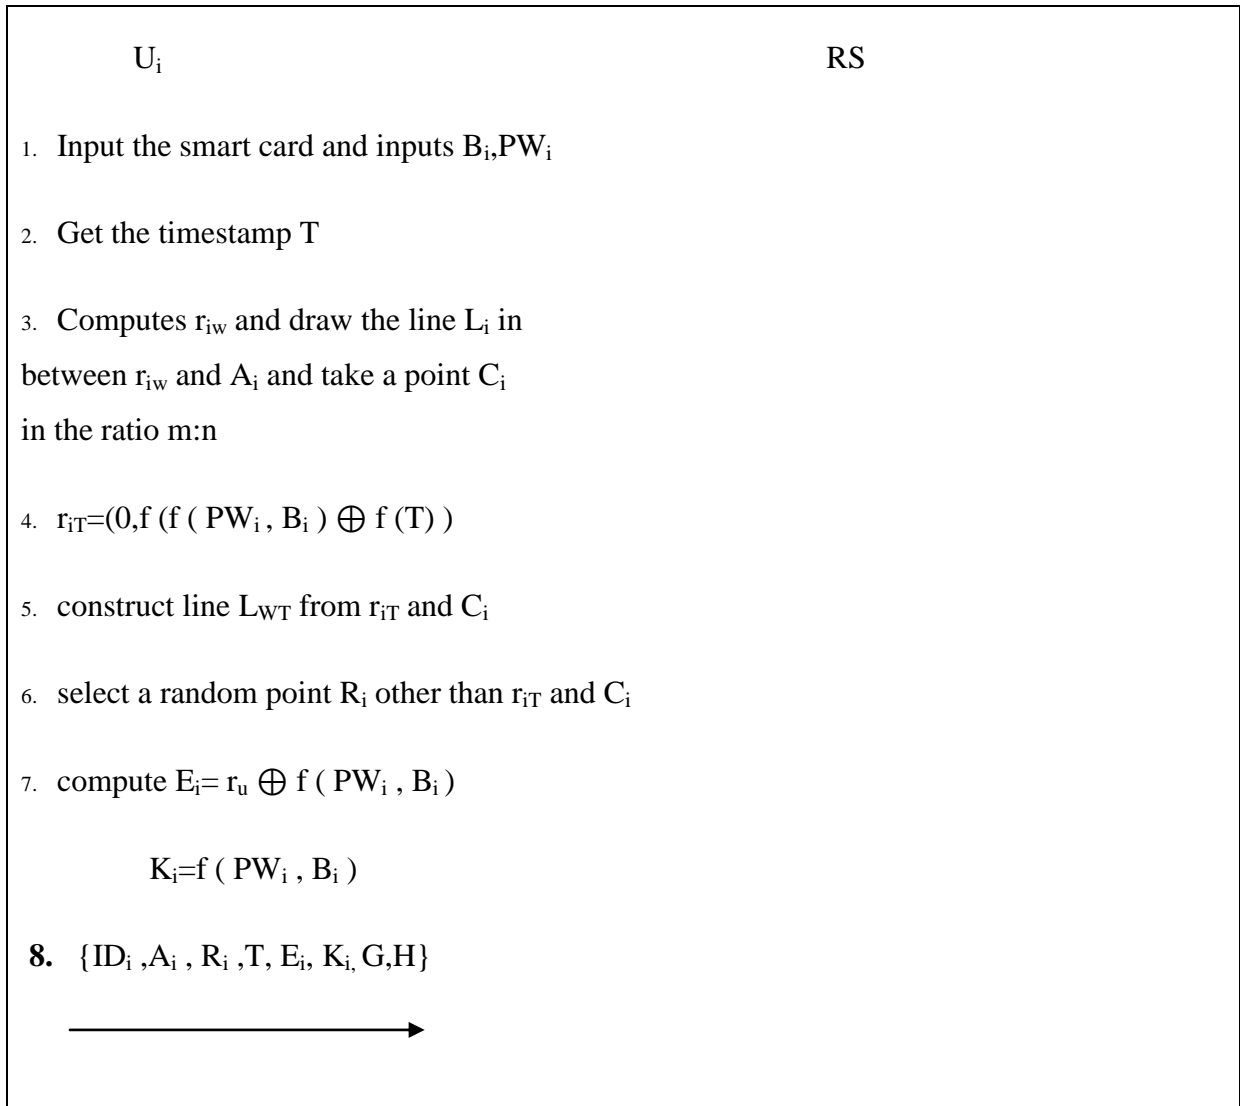 Ui RS
1. Input the smart card and inputs Bi,PWi
2. Get the timestamp T
3. Computes riw and draw the line Li in
between riw and Ai and take a point Ci
in the ratio m:n
4. riT=(0,f (f ( PWi , Bi ) ⊕ f (T) )
5. construct line LWT from riT and Ci
6. select a random point Ri other than riT and Ci
7. compute Ei= ru ⊕ f ( PWi , Bi )
Ki=f ( PWi , Bi )
8. {IDi ,Ai , Ri ,T, Ei, Ki, G,H}